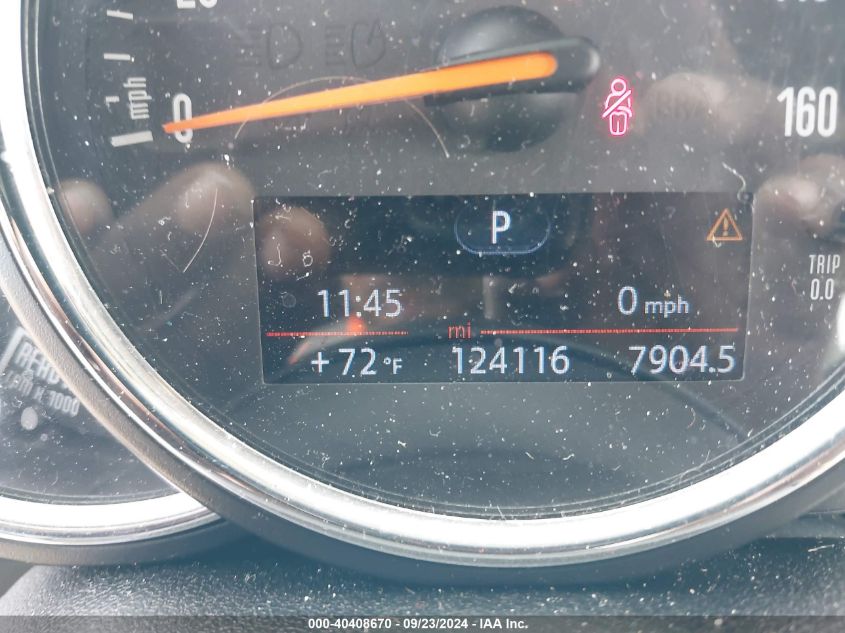 mph
0
160
P
TRIP
0.0
11:45
0 mph
mi
+72 °F
124116
7904.5
000-40408670 - 09/23/2024 - IAA Inc.